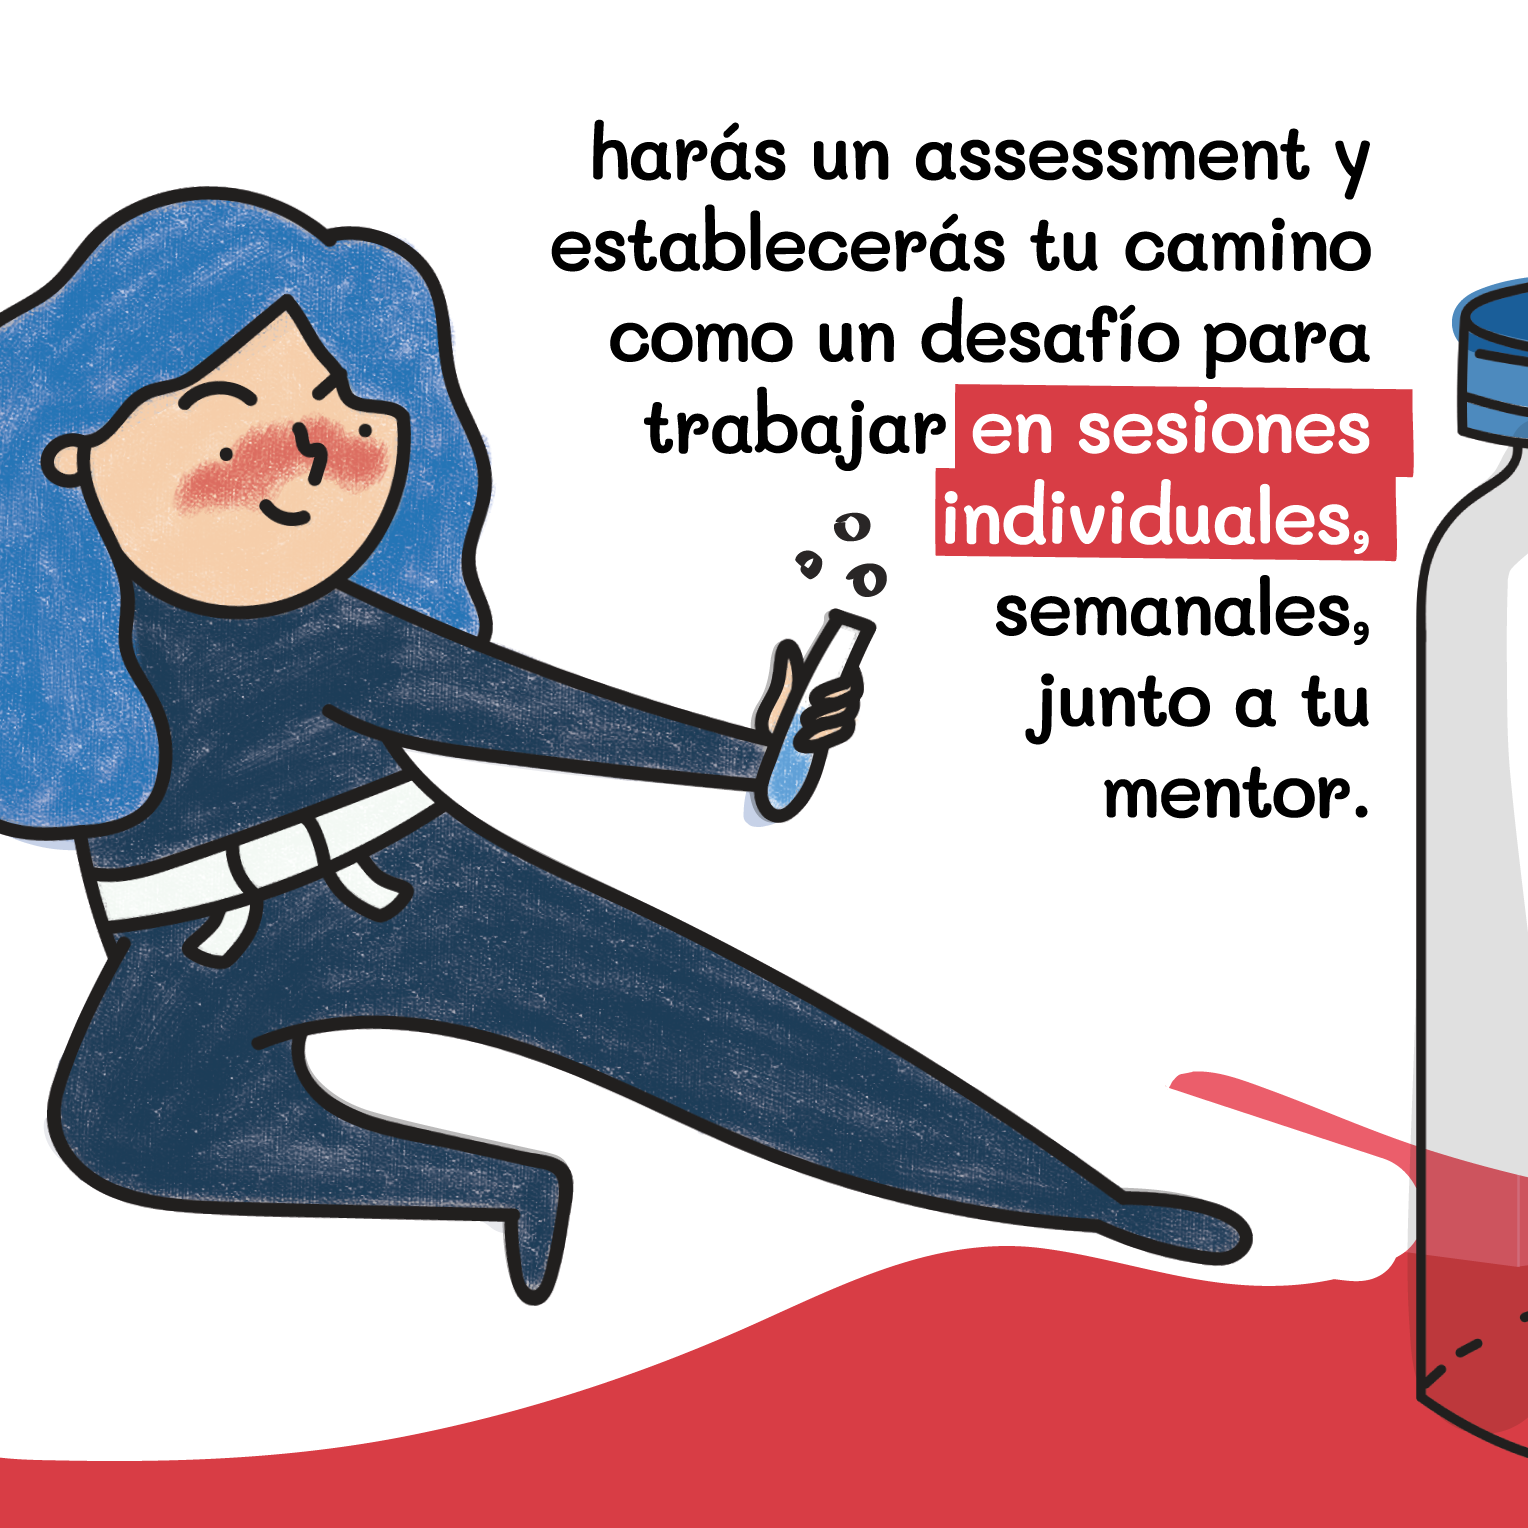 harás un assessment y
establecerás tu camino
como un desafío para
trabajar en sesiones
individuales,
semanales,
junto a tu
mentor.